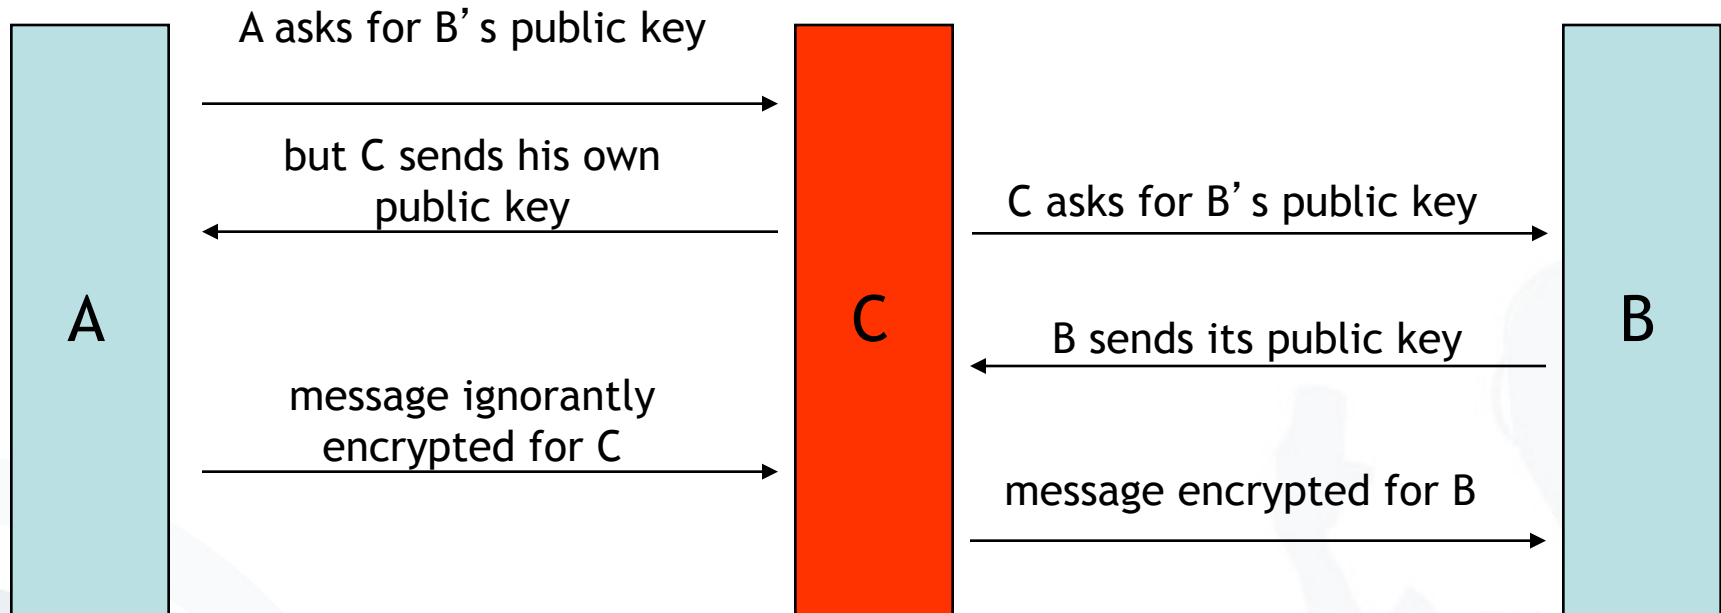 A asks for B’s public key
but C sends his own
public key
C asks for B’s public key
A
C
B
B sends its public key
message ignorantly
encrypted for C
message encrypted for B